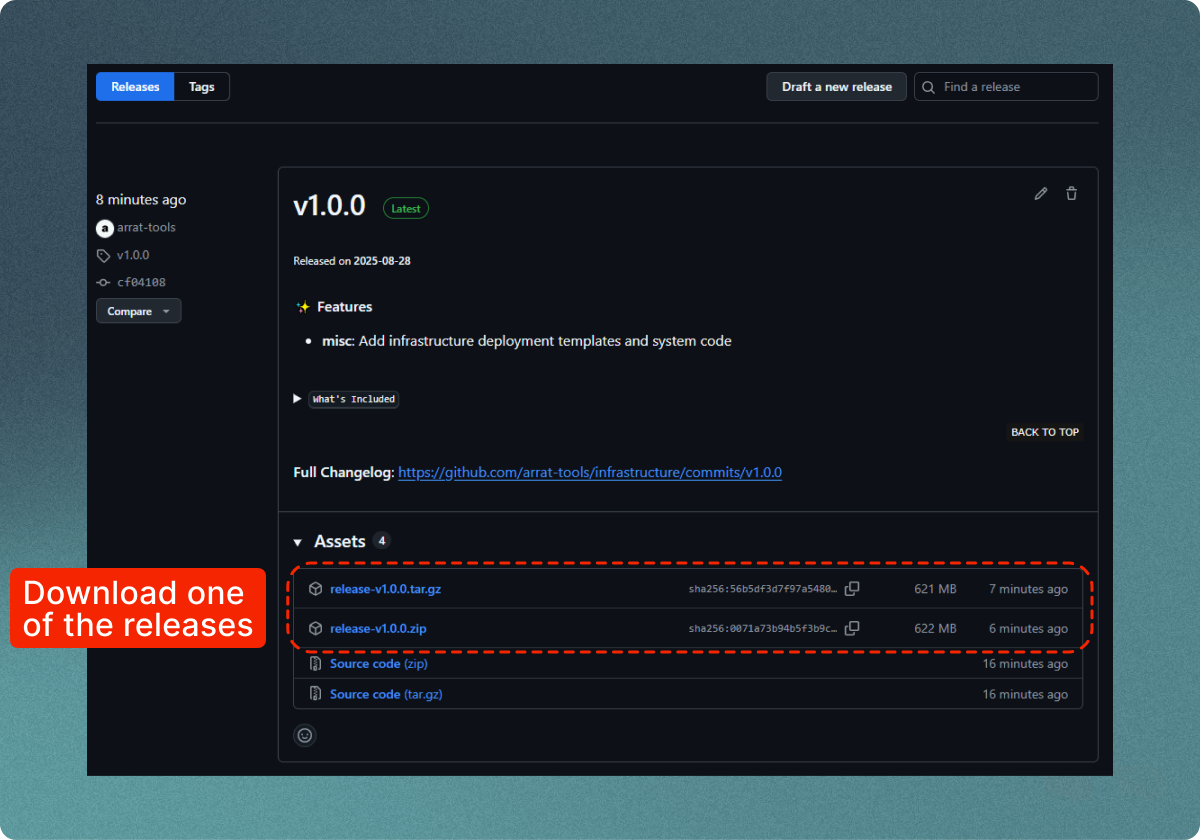 Releases Tags Draft a new release Find a release
8 minutes ago
a arrat-tools
v1.0.0
cf04108
Compare
v1.0.0 Latest
Released on 2025-08-28
✨ Features
• misc: Add infrastructure deployment templates and system code
What's Included
BACK TO TOP
Full Changelog: https://github.com/arrat-tools/infrastructure/commits/v1.0.0
Assets 4
Download one
of the releases
release-v1.0.0.tar.gz sha256:56b5df3d7f97a5480… 621 MB 7 minutes ago
release-v1.0.0.zip sha256:0071a73b94b5f3b9c… 622 MB 6 minutes ago
Source code (zip) 16 minutes ago
Source code (tar.gz) 16 minutes ago